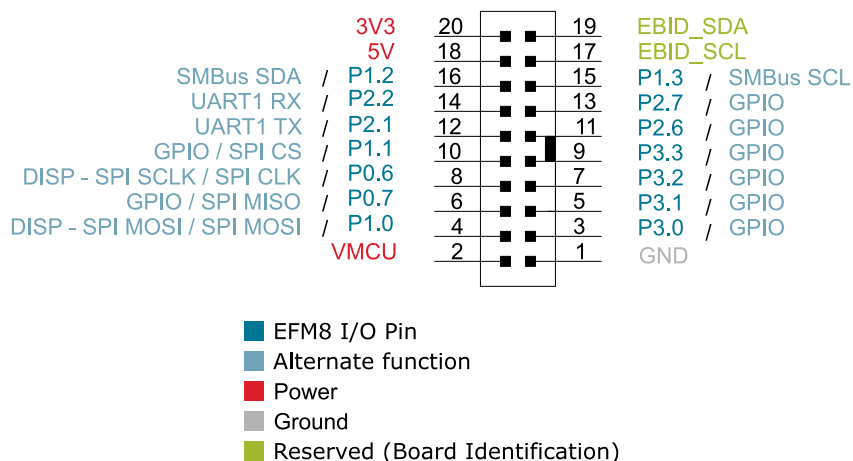 3V3 20 19 EBID_SDA
5V 18 17 EBID_SCL
SMBus SDA / P1.2 16 15 P1.3 / SMBus SCL
UART1 RX / P2.2 14 13 P2.7 / GPIO
UART1 TX / P2.1 12 11 P2.6 / GPIO
GPIO / SPI CS / P1.1 10 9 P3.3 / GPIO
DISP - SPI SCLK / SPI CLK / P0.6 8 7 P3.2 / GPIO
GPIO / SPI MISO / P0.7 6 5 P3.1 / GPIO
DISP - SPI MOSI / SPI MOSI / P1.0 4 3 P3.0 / GPIO
VMCU 2 1 GND
EFM8 I/O Pin
Alternate function
Power
Ground
Reserved (Board Identification)